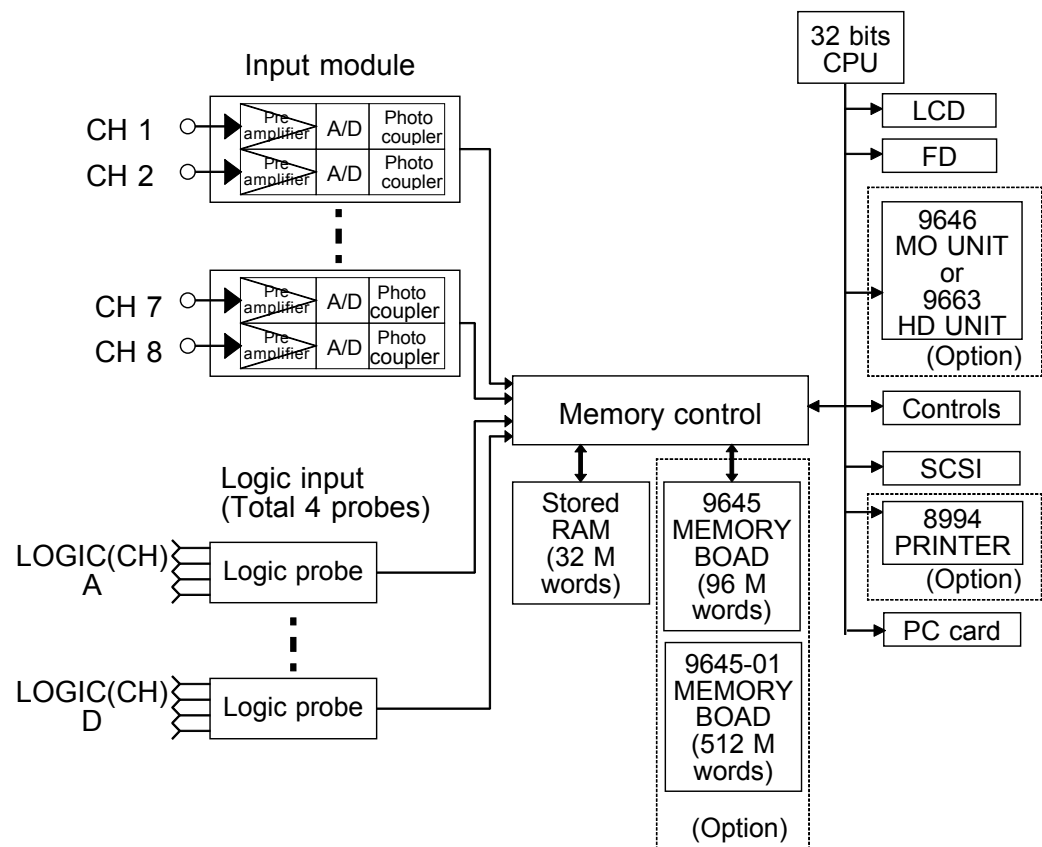 Input module
CH 1
Pre
amplifier
A/D
Photo
coupler
CH 2
Pre
amplifier
A/D
Photo
coupler
CH 7
Pre
amplifier
A/D
Photo
coupler
CH 8
Pre
amplifier
A/D
Photo
coupler
Logic input
(Total 4 probes)
LOGIC(CH)
A
Logic probe
LOGIC(CH)
D
Logic probe
Memory control
Stored
RAM
(32 M
words)
9645
MEMORY
BOAD
(96 M
words)
9645-01
MEMORY
BOAD
(512 M
words)
(Option)
32 bits
CPU
LCD
FD
9646
MO UNIT
or
9663
HD UNIT
(Option)
Controls
SCSI
8994
PRINTER
(Option)
PC card